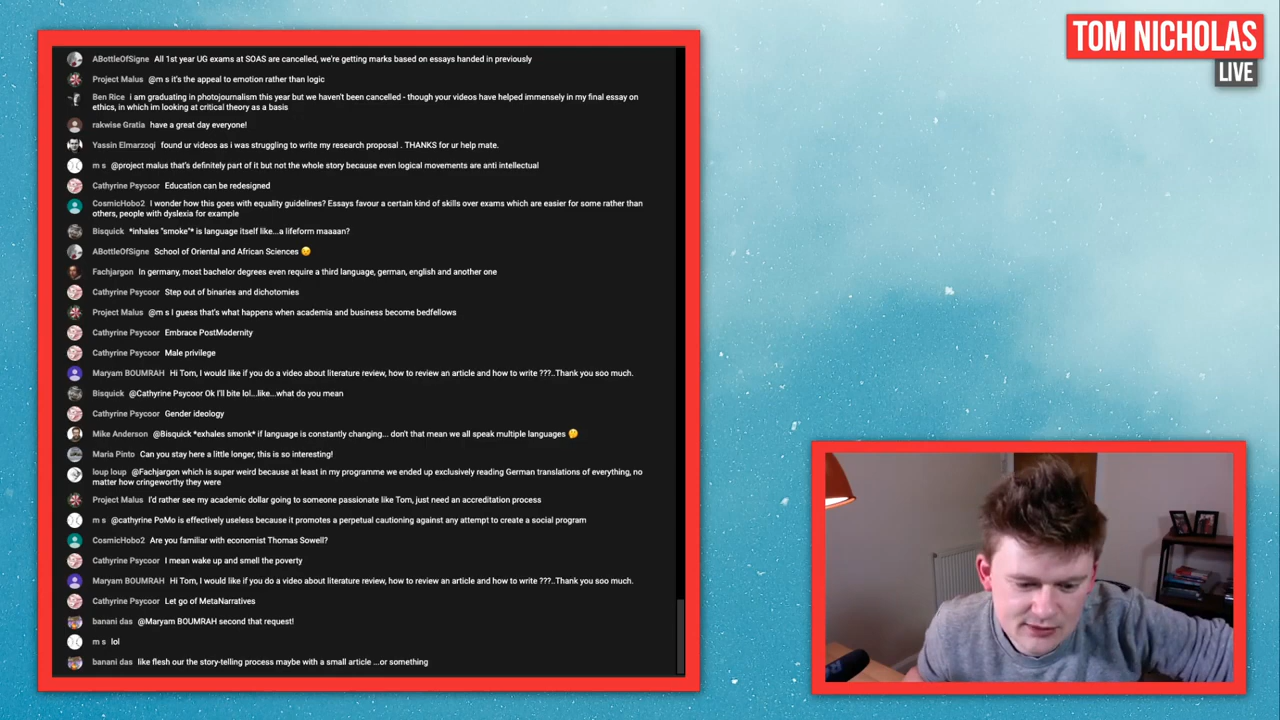 TOM NICHOLAS
LIVE
ABottleOfSigne All 1st year UG exams at SOAS are cancelled, we're getting marks based on essays handed in previously
Project Malus @m s it's the appeal to emotion rather than logic
Ben Rice i am graduating in photojournalism this year but we haven't been cancelled - though your videos have helped immensely in my final essay on
ethics, in which im looking at critical theory as a basis
rakwise Gratia have a great day everyone!
Yassin Elmarzoqi found ur videos as i was struggling to write my research proposal . THANKS for ur help mate.
m s @project malus that's definitely part of it but not the whole story because even logical movements are anti intellectual
Cathyrine Psycoor Education can be redesigned
CosmicHobo2 I wonder how this goes with equality guidelines? Essays favour a certain kind of skills over exams which are easier for some rather than
others, people with dyslexia for example
Bisquick *inhales "smoke"* is language itself like...a lifeform maaaan?
ABottleOfSigne School of Oriental and African Sciences 😉
Fachjargon In germany, most bachelor degrees even require a third language, german, english and another one
Cathyrine Psycoor Step out of binaries and dichotomies
Project Malus @m s I guess that's what happens when academia and business become bedfellows
Cathyrine Psycoor Embrace PostModernity
Cathyrine Psycoor Male privilege
Maryam BOUMRAH Hi Tom, I would like if you do a video about literature review, how to review an article and how to write ???..Thank you soo much.
Bisquick @Cathyrine Psycoor Ok I'll bite lol...like...what do you mean
Cathyrine Psycoor Gender ideology
Mike Anderson @Bisquick *exhales smonk* if language is constantly changing... don't that mean we all speak multiple languages 🤔
Maria Pinto Can you stay here a little longer, this is so interesting!
loup loup @Fachjargon which is super weird because at least in my programme we ended up exclusively reading German translations of everything, no
matter how cringeworthy they were
Project Malus I'd rather see my academic dollar going to someone passionate like Tom, just need an accreditation process
m s @cathyrine PoMo is effectively useless because it promotes a perpetual cautioning against any attempt to create a social program
CosmicHobo2 Are you familiar with economist Thomas Sowell?
Cathyrine Psycoor I mean wake up and smell the poverty
Maryam BOUMRAH Hi Tom, I would like if you do a video about literature review, how to review an article and how to write ???..Thank you soo much.
Cathyrine Psycoor Let go of MetaNarratives
banani das @Maryam BOUMRAH second that request!
m s lol
banani das like flesh our the story-telling process maybe with a small article ...or something